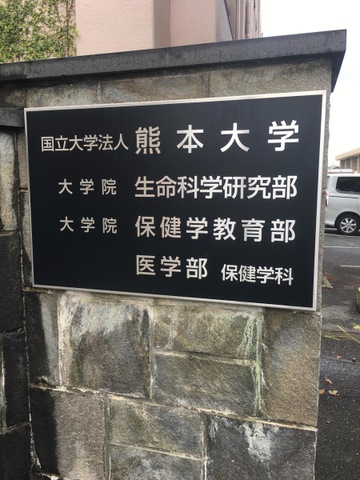 国立大学法人 熊本大学
大学院 生命科学研究部
大学院 保健学教育部
医学部 保健学科